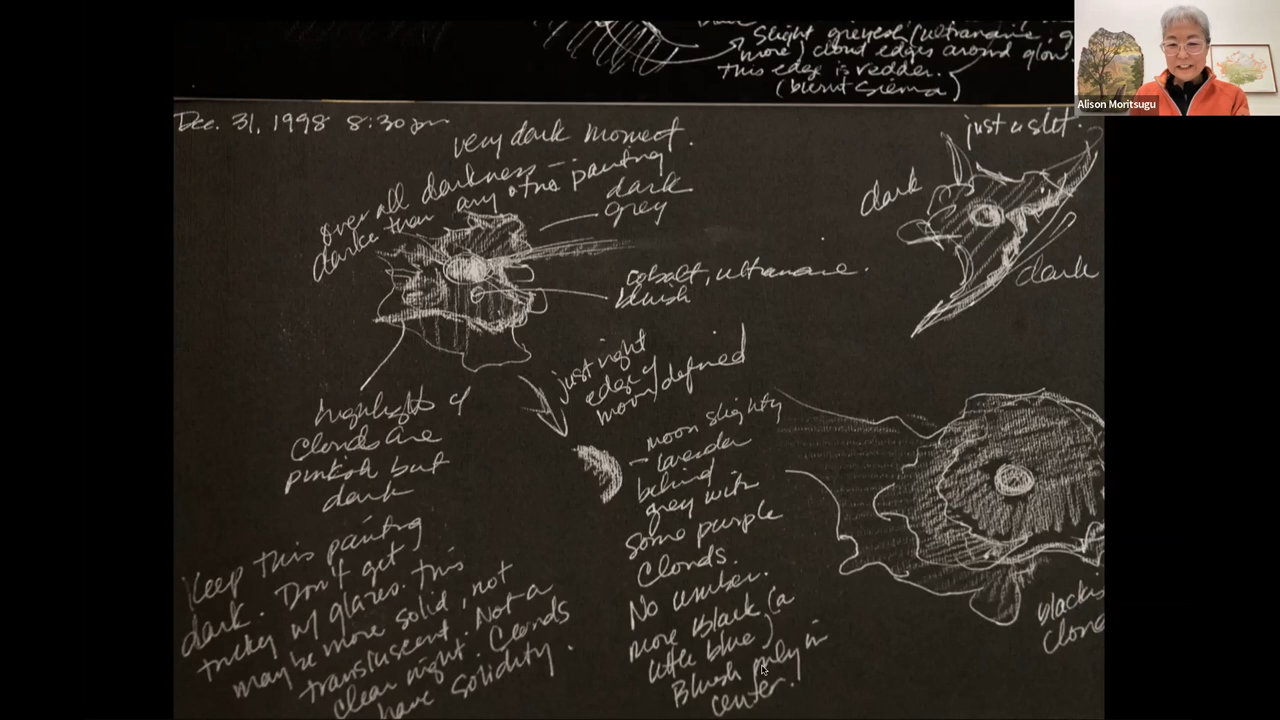 Slight greyed (ultramarine,
more) cloud edges around glow.
this edge is redder.
(burnt Sienna)
Alison Moritsugu
Dec. 31, 1998 8:30 pm
very dark moment.
over all darkness –
darker than any other painting
dark
grey
cobalt, ultramarine.
bluish
just right
edge of
moon/defined
highlights of
clouds are
pinkish but
dark
moon slightly
lavender
behind
grey with
some purple
clouds.
No umber.
more black (a
little blue)
Bluish only in
center.
Keep this painting
dark. Don't get
tricky w/ glazes. This
may be more solid, not
transluscent. Not a
clear night. Clouds
have solidity.
just a slit.
dark
dark
blackish